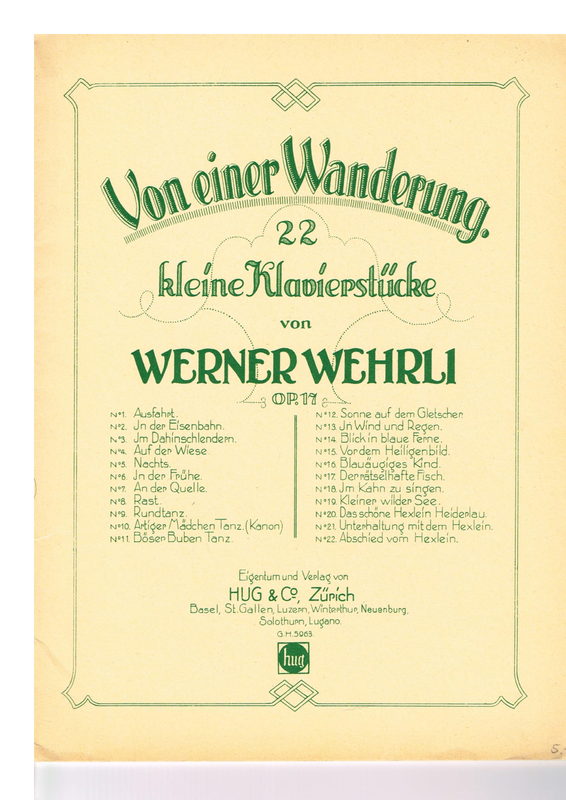 Von einer Wanderung.
22
kleine Klavierstücke
von
WERNER WEHRLI
OP. 17
No 1. Ausfahrt.
No 2. Jn der Eisenbahn.
No 3. Jm Dahinschlendern.
No 4. Auf der Wiese.
No 5. Nachts.
No 6. Jn der Frühe.
No 7. An der Quelle.
No 8. Rast.
No 9. Rundtanz.
No 10. Artiger Mädchen Tanz. (Kanon)
No 11. Böser Buben Tanz.
No 12. Sonne auf dem Gletscher.
No 13. Jn Wind und Regen.
No 14. Blick in blaue Ferne.
No 15. Vor dem Heiligenbild.
No 16. Blauäugiges Kind.
No 17. Der rätselhafte Fisch.
No 18. Jm Kahn zu singen.
No 19. Kleiner wilder See.
No 20. Das schöne Hexlein Heiderlau.
No 21. Unterhaltung mit dem Hexlein.
No 22. Abschied vom Hexlein.
Eigentum und Verlag von
HUG & Co., Zürich
Basel, St. Gallen, Luzern, Winterthur, Neuenburg,
Solothurn, Lugano.
G.H. 5963.
hug
5.